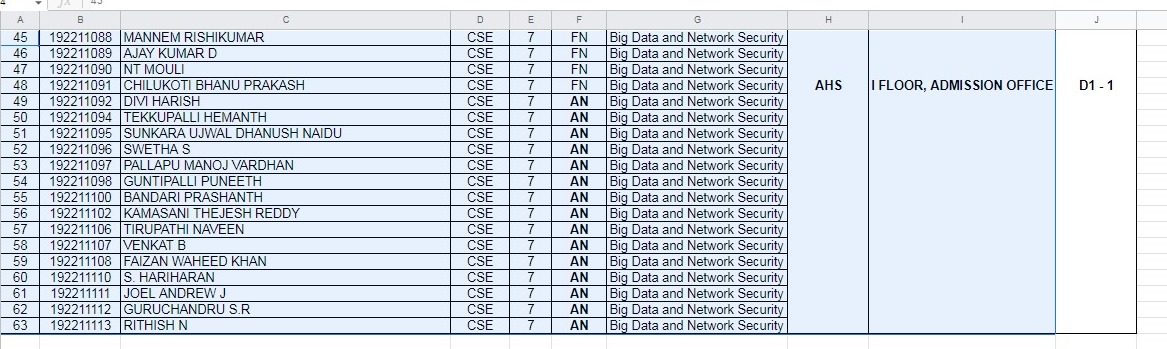 A B C D E F G H I J
45 192211088 MANNEM RISHIKUMAR CSE 7 FN Big Data and Network Security
46 192211089 AJAY KUMAR D CSE 7 FN Big Data and Network Security
47 192211090 NT MOULI CSE 7 FN Big Data and Network Security
48 192211091 CHILUKOTI BHANU PRAKASH CSE 7 FN Big Data and Network Security AHS I FLOOR, ADMISSION OFFICE D1 - 1
49 192211092 DIVI HARISH CSE 7 AN Big Data and Network Security
50 192211094 TEKKUPALLI HEMANTH CSE 7 AN Big Data and Network Security
51 192211095 SUNKARA UJWAL DHANUSH NAIDU CSE 7 AN Big Data and Network Security
52 192211096 SWETHA S CSE 7 AN Big Data and Network Security
53 192211097 PALLAPU MANOJ VARDHAN CSE 7 AN Big Data and Network Security
54 192211098 GUNTIPALLI PUNEETH CSE 7 AN Big Data and Network Security
55 192211100 BANDARI PRASHANTH CSE 7 AN Big Data and Network Security
56 192211102 KAMASANI THEJESH REDDY CSE 7 AN Big Data and Network Security
57 192211106 TIRUPATHI NAVEEN CSE 7 AN Big Data and Network Security
58 192211107 VENKAT B CSE 7 AN Big Data and Network Security
59 192211108 FAIZAN WAHEED KHAN CSE 7 AN Big Data and Network Security
60 192211110 S. HARIHARAN CSE 7 AN Big Data and Network Security
61 192211111 JOEL ANDREW J CSE 7 AN Big Data and Network Security
62 192211112 GURUCHANDRU S.R CSE 7 AN Big Data and Network Security
63 192211113 RITHISH N CSE 7 AN Big Data and Network Security